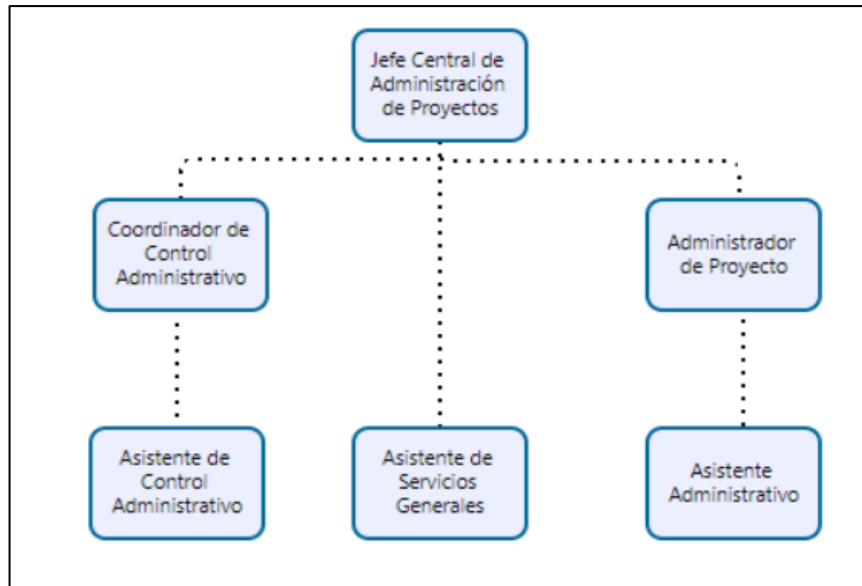 Jefe Central de
Administración
de Proyectos
Coordinador de
Control
Administrativo
Administrador
de Proyecto
Asistente de
Control
Administrativo
Asistente de
Servicios
Generales
Asistente
Administrativo